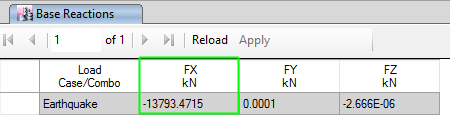 Base Reactions
1 of 1 Reload Apply
Load Case/Combo FX kN FY kN FZ kN
Earthquake -13793.4715 0.0001 -2.666E-06